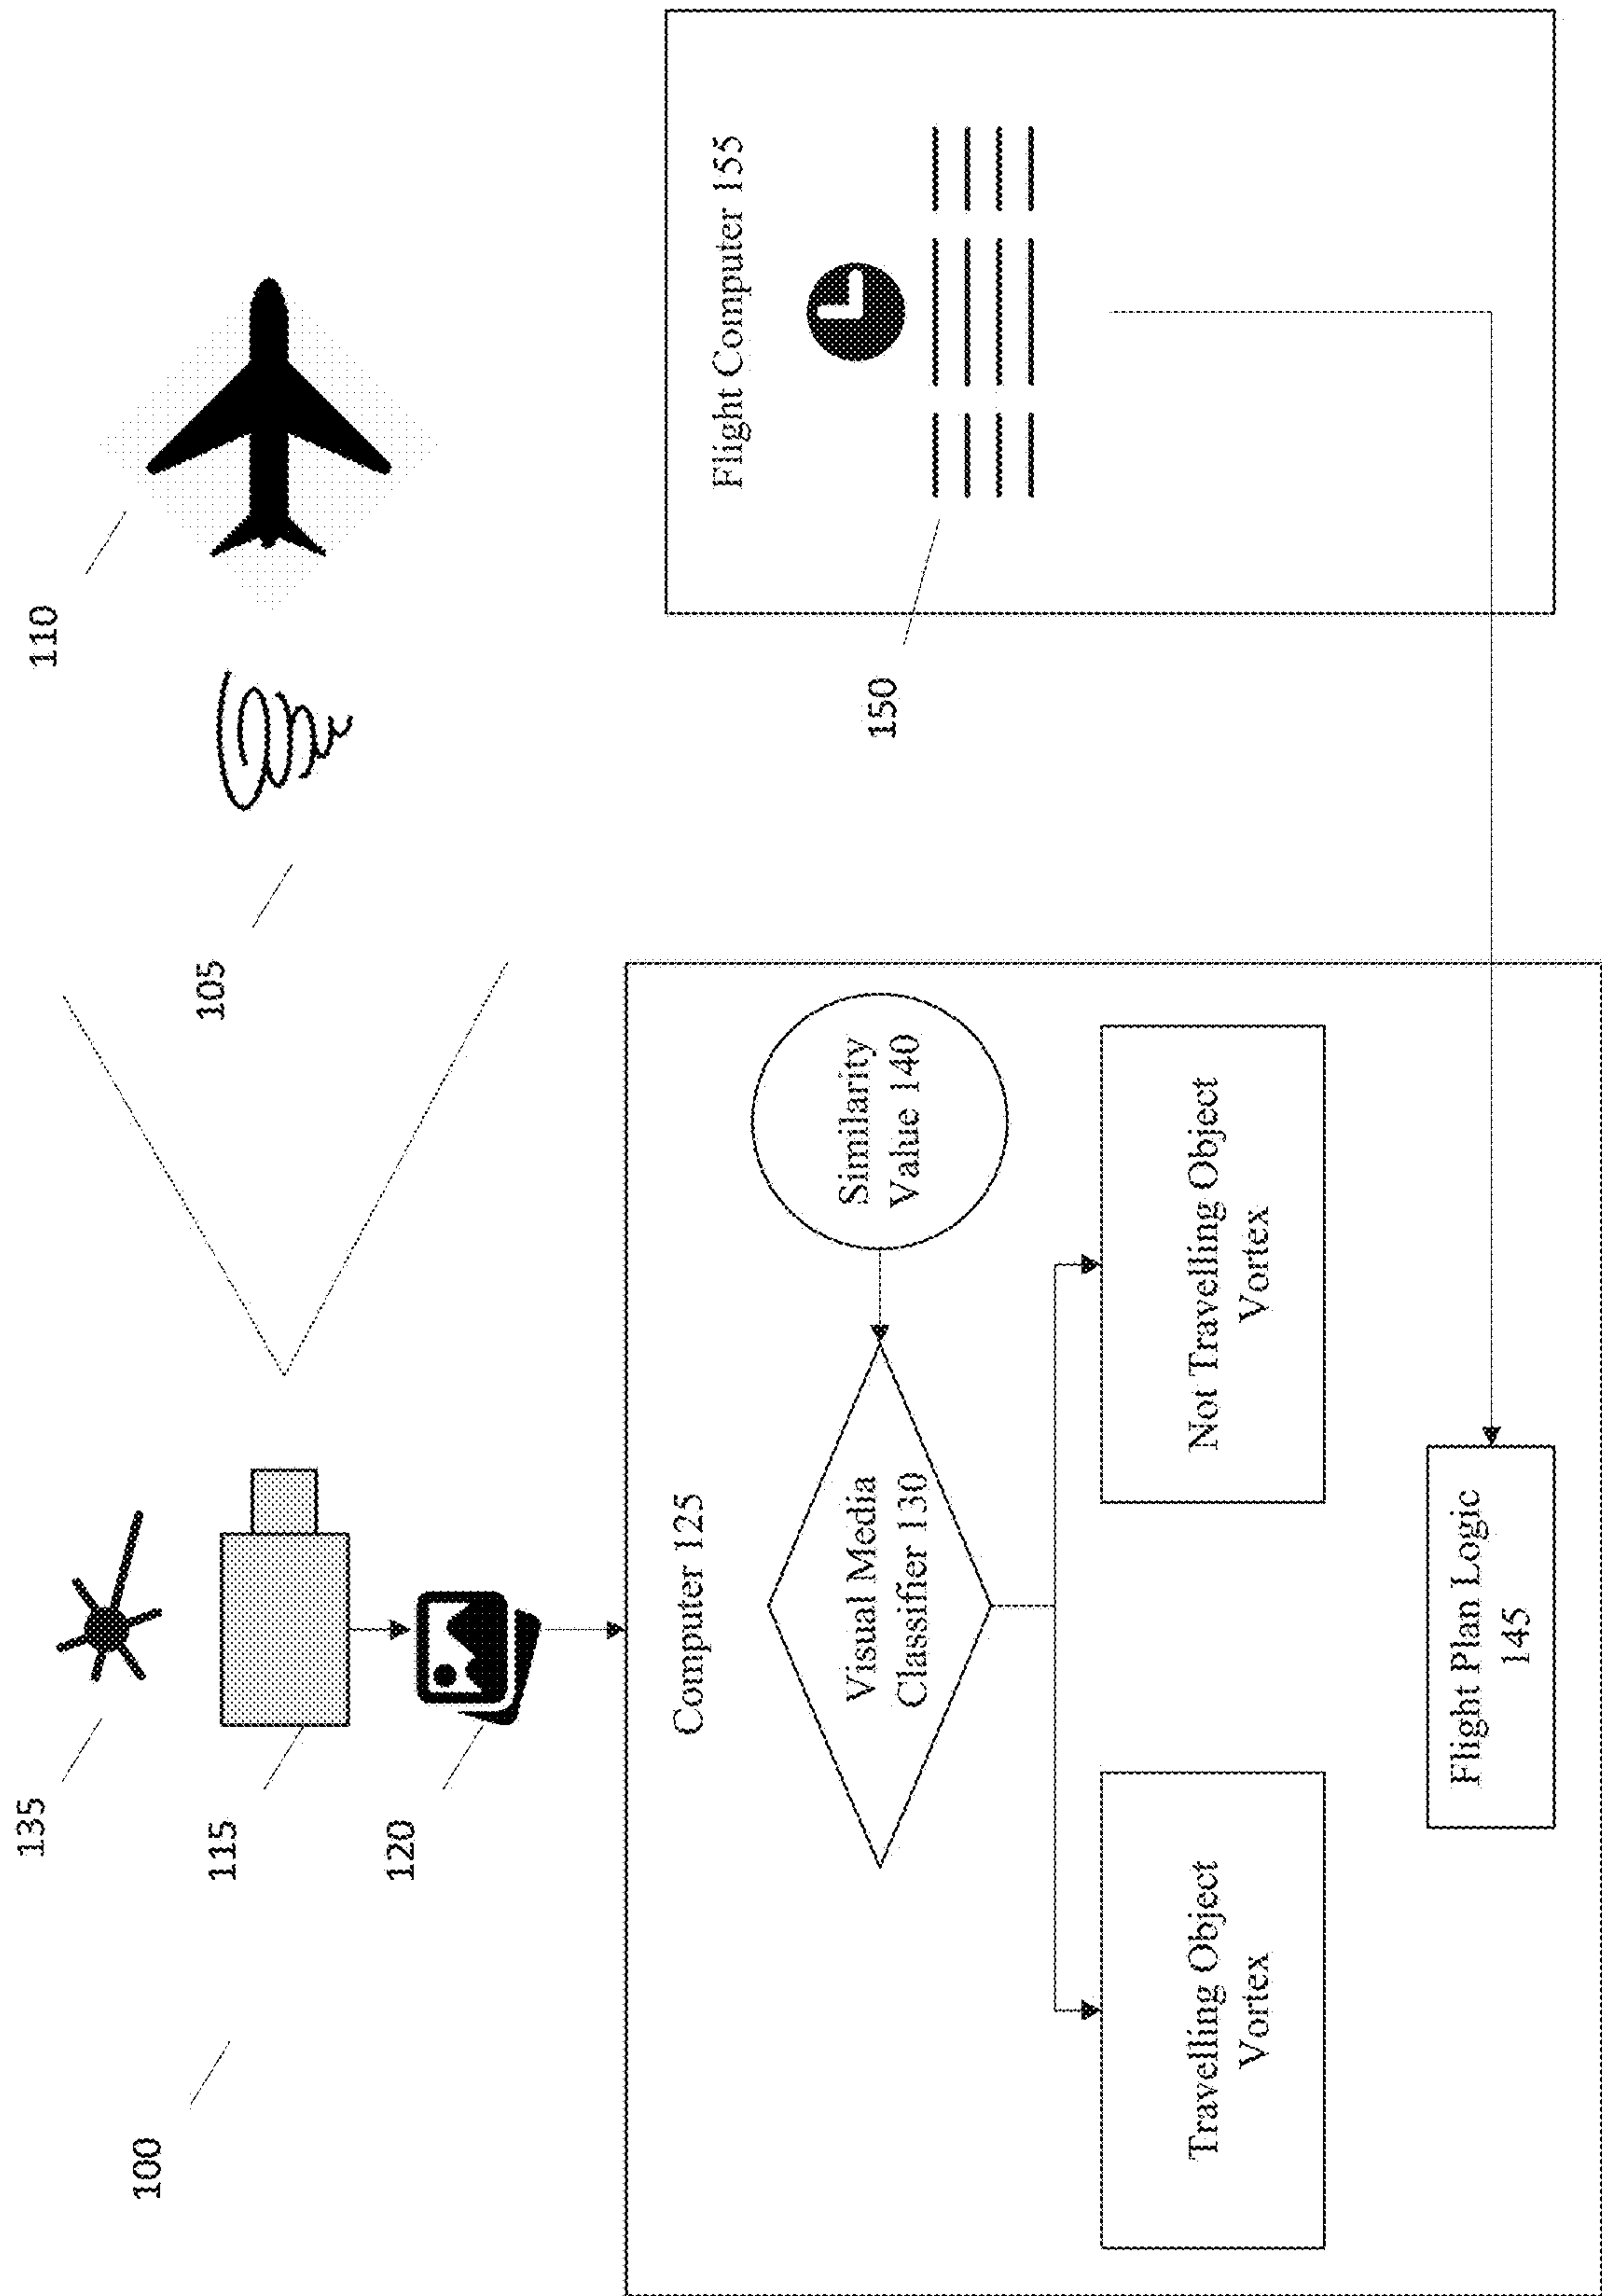 100
135
115
120
105
110
Computer 125
Visual Media
Classifier 130
Similarity
Value 140
Travelling Object
Vortex
Not Travelling Object
Vortex
Flight Plan Logic
145
150
Flight Computer 155